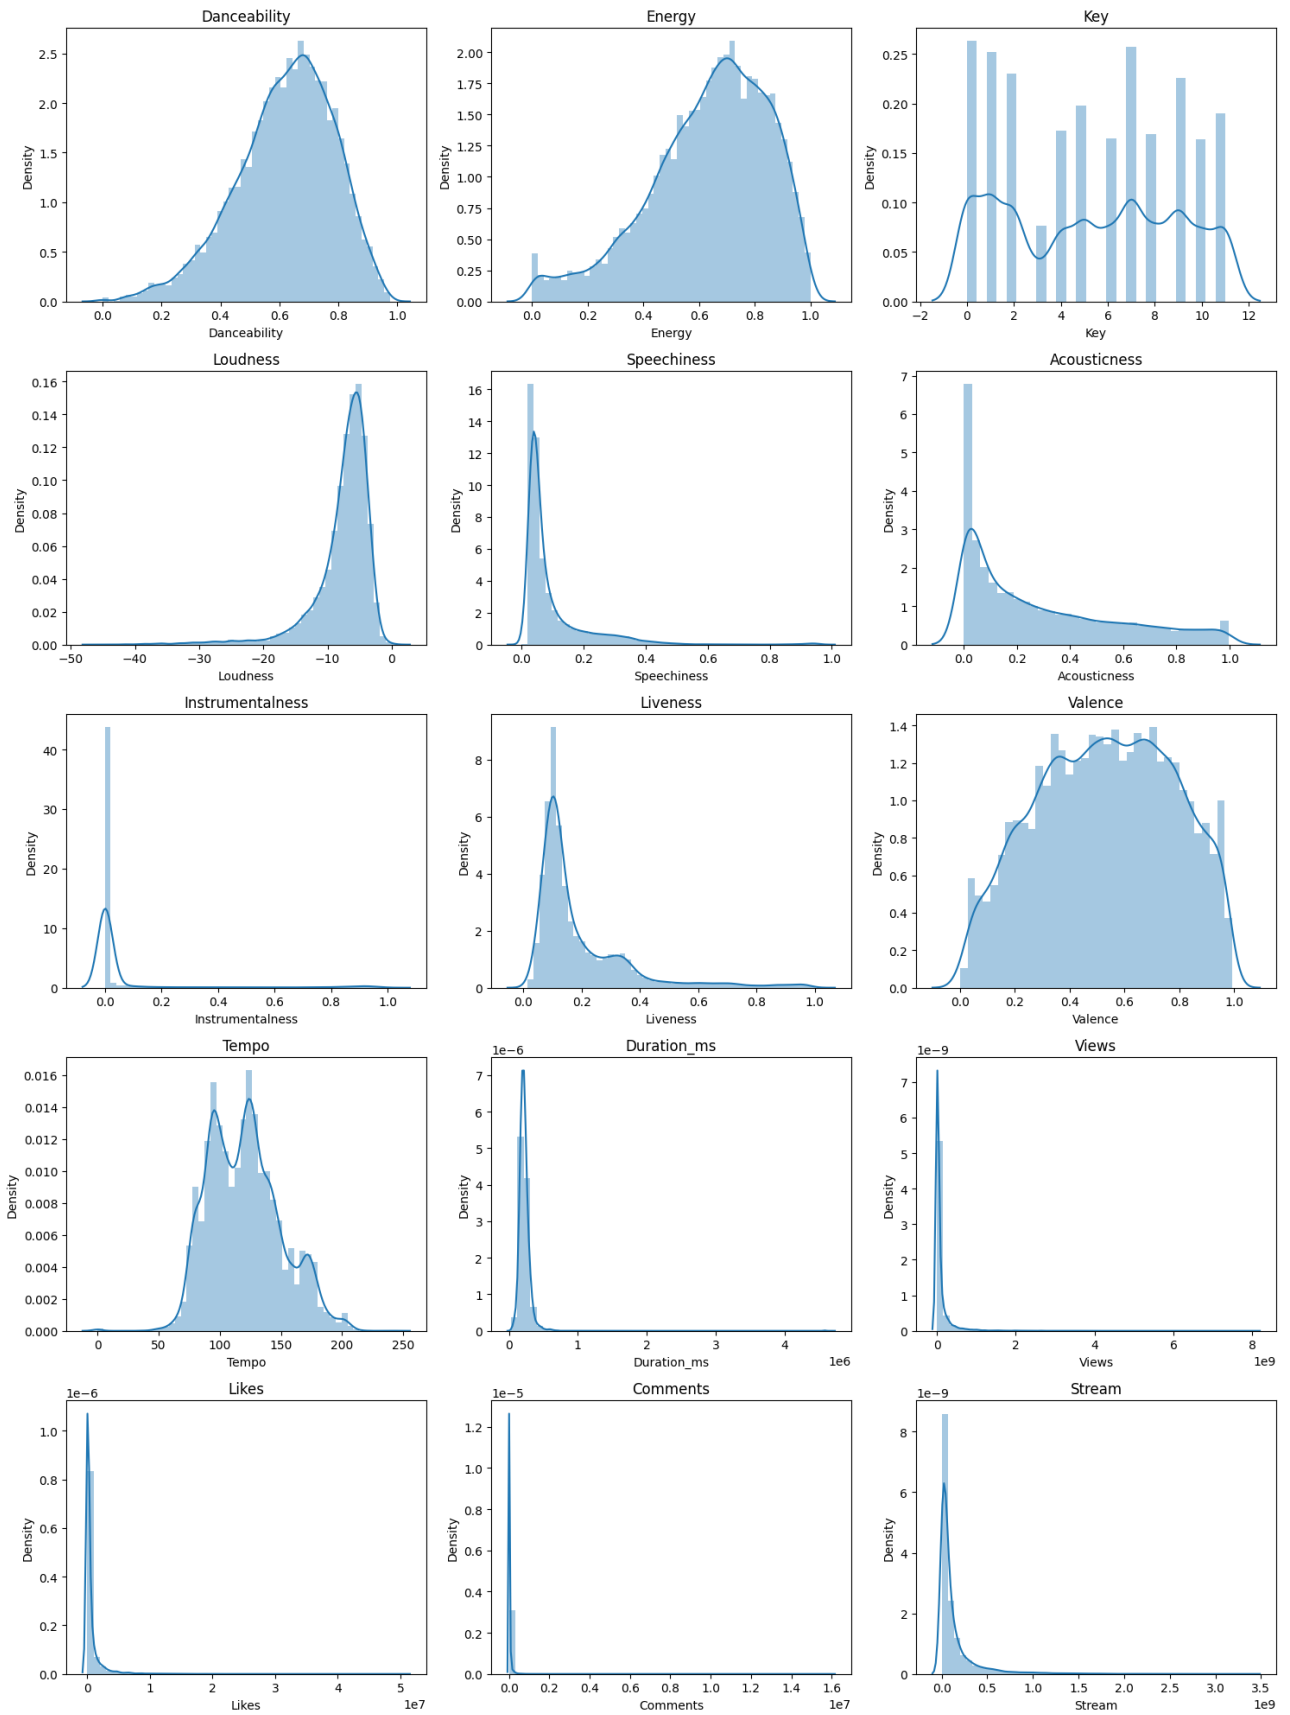 Danceability
Density
0.0
0.5
1.0
1.5
2.0
2.5
0.0 0.2 0.4 0.6 0.8 1.0
Danceability
Energy
Density
0.00
0.25
0.50
0.75
1.00
1.25
1.50
1.75
2.00
0.0 0.2 0.4 0.6 0.8 1.0
Energy
Key
Density
0.00
0.05
0.10
0.15
0.20
0.25
−2 0 2 4 6 8 10 12
Key
Loudness
Density
0.00
0.02
0.04
0.06
0.08
0.10
0.12
0.14
0.16
−50 −40 −30 −20 −10 0
Loudness
Speechiness
Density
0
2
4
6
8
10
12
14
16
0.0 0.2 0.4 0.6 0.8 1.0
Speechiness
Acousticness
Density
0
1
2
3
4
5
6
7
0.0 0.2 0.4 0.6 0.8 1.0
Acousticness
Instrumentalness
Density
0
10
20
30
40
0.0 0.2 0.4 0.6 0.8 1.0
Instrumentalness
Liveness
Density
0
2
4
6
8
0.0 0.2 0.4 0.6 0.8 1.0
Liveness
Valence
Density
0.0
0.2
0.4
0.6
0.8
1.0
1.2
1.4
0.0 0.2 0.4 0.6 0.8 1.0
Valence
Tempo
Density
0.000
0.002
0.004
0.006
0.008
0.010
0.012
0.014
0.016
0 50 100 150 200 250
Tempo
Duration_ms
1e−6
Density
0
1
2
3
4
5
6
7
0 1 2 3 4
1e6
Duration_ms
Views
1e−9
Density
0
1
2
3
4
5
6
7
0 2 4 6 8
1e9
Views
Likes
1e−6
Density
0.0
0.2
0.4
0.6
0.8
1.0
0 1 2 3 4 5
1e7
Likes
Comments
1e−5
Density
0.0
0.2
0.4
0.6
0.8
1.0
1.2
0.0 0.2 0.4 0.6 0.8 1.0 1.2 1.4 1.6
1e7
Comments
Stream
1e−9
Density
0
2
4
6
8
0.0 0.5 1.0 1.5 2.0 2.5 3.0 3.5
1e9
Stream